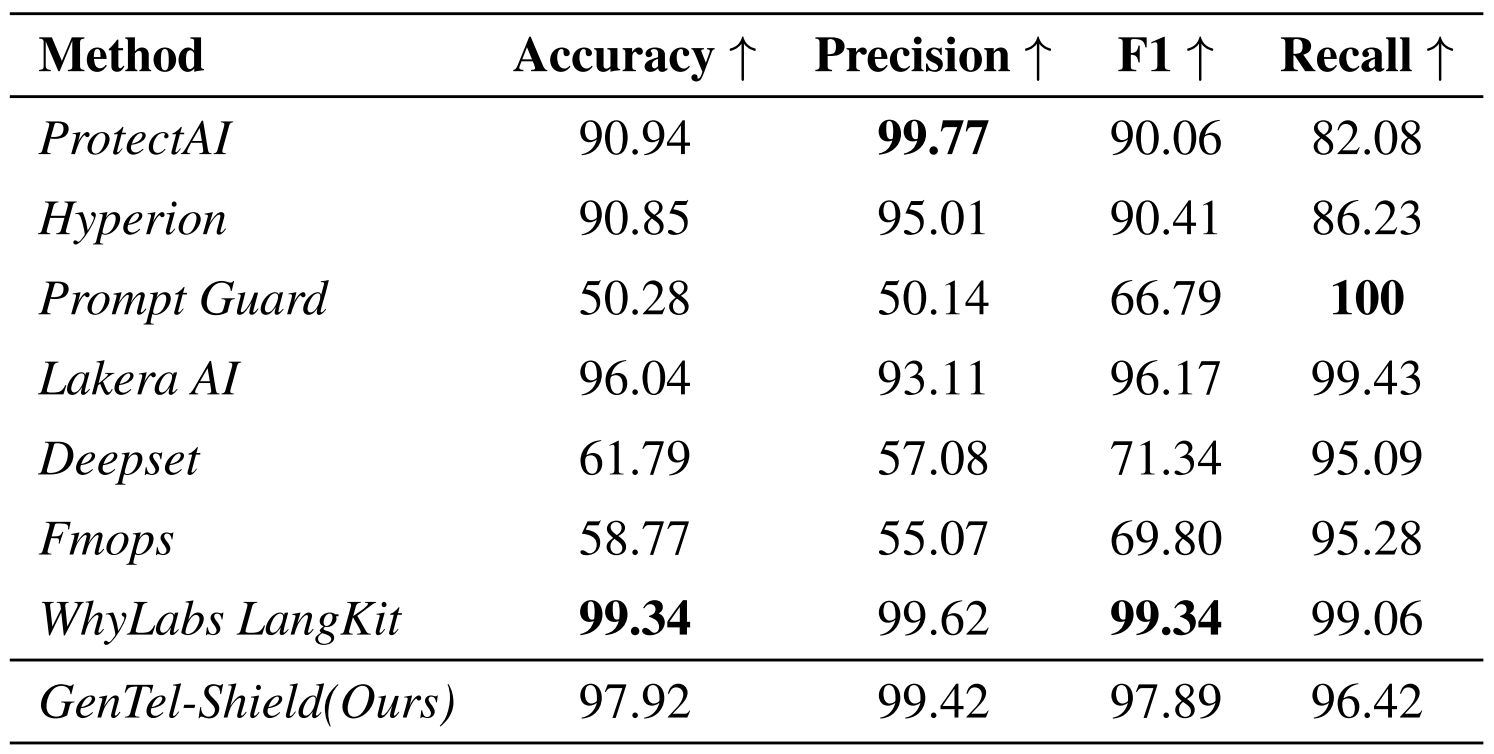 Method Accuracy ↑ Precision ↑ F1 ↑ Recall ↑
ProtectAI 90.94 99.77 90.06 82.08
Hyperion 90.85 95.01 90.41 86.23
Prompt Guard 50.28 50.14 66.79 100
Lakera AI 96.04 93.11 96.17 99.43
Deepset 61.79 57.08 71.34 95.09
Fmops 58.77 55.07 69.80 95.28
WhyLabs LangKit 99.34 99.62 99.34 99.06
GenTel-Shield(Ours) 97.92 99.42 97.89 96.42